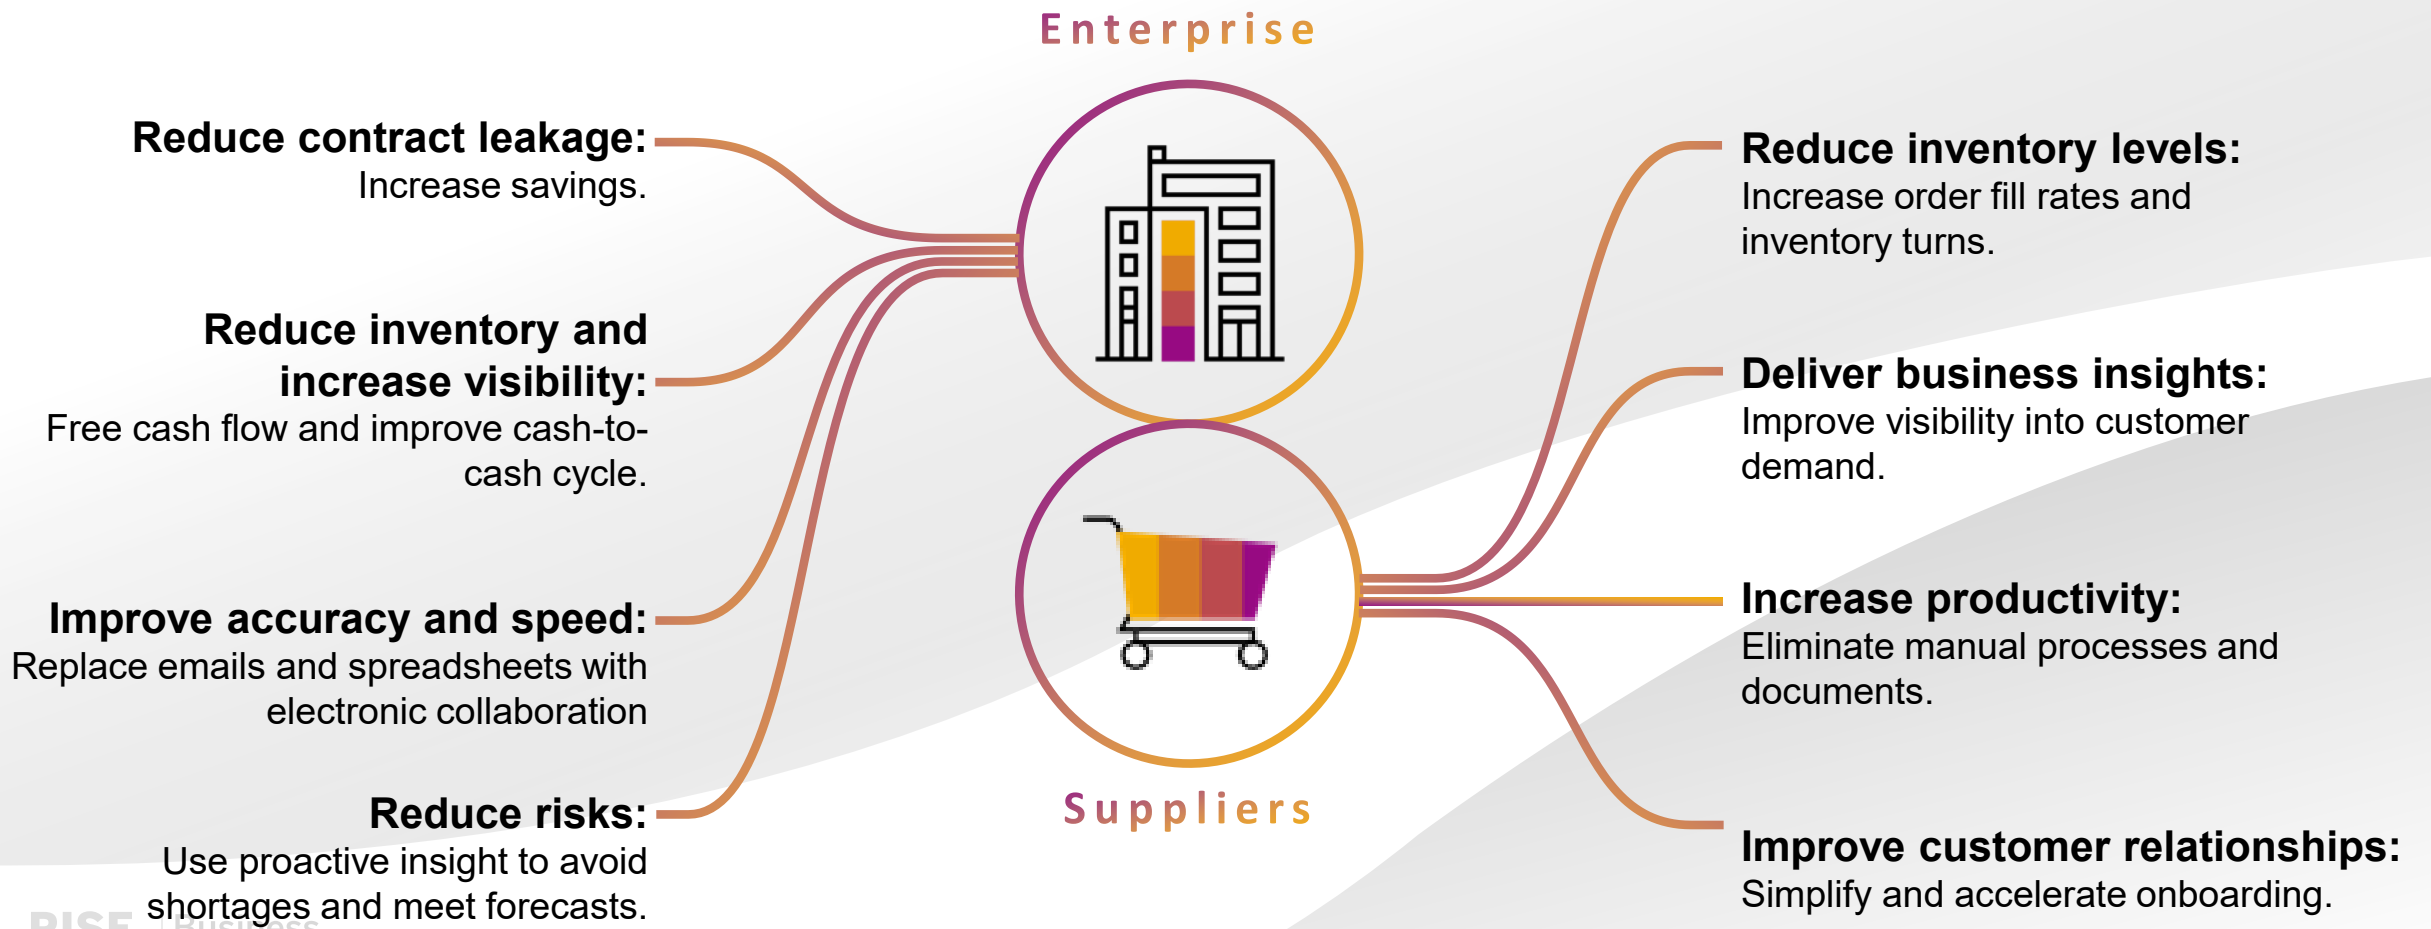 Enterprise
Reduce contract leakage:
Increase savings.
Reduce inventory and
increase visibility:
Free cash flow and improve cash-to-
cash cycle.
Improve accuracy and speed:
Replace emails and spreadsheets with
electronic collaboration
Reduce risks:
Use proactive insight to avoid
shortages and meet forecasts.
Suppliers
Reduce inventory levels:
Increase order fill rates and
inventory turns.
Deliver business insights:
Improve visibility into customer
demand.
Increase productivity:
Eliminate manual processes and
documents.
Improve customer relationships:
Simplify and accelerate onboarding.
RISE Business